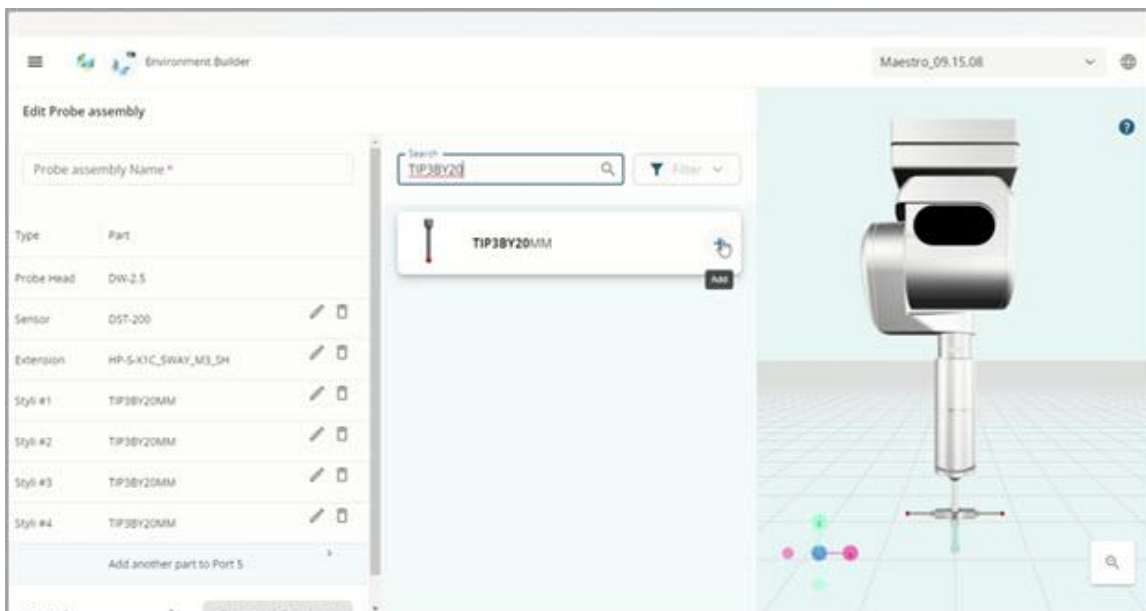 Environment Builder
Maestro_09.15.08
Edit Probe assembly
Probe assembly Name *
Search
TIP3BY20
Filter
Type Part
TIP3BY20MM
Add
Probe Head DW-2.5
Sensor DST-200
Extension HP-S-X1C_5WAY_M3_SH
Styli #1 TIP3BY20MM
Styli #2 TIP3BY20MM
Styli #3 TIP3BY20MM
Styli #4 TIP3BY20MM
Add another part to Port 5